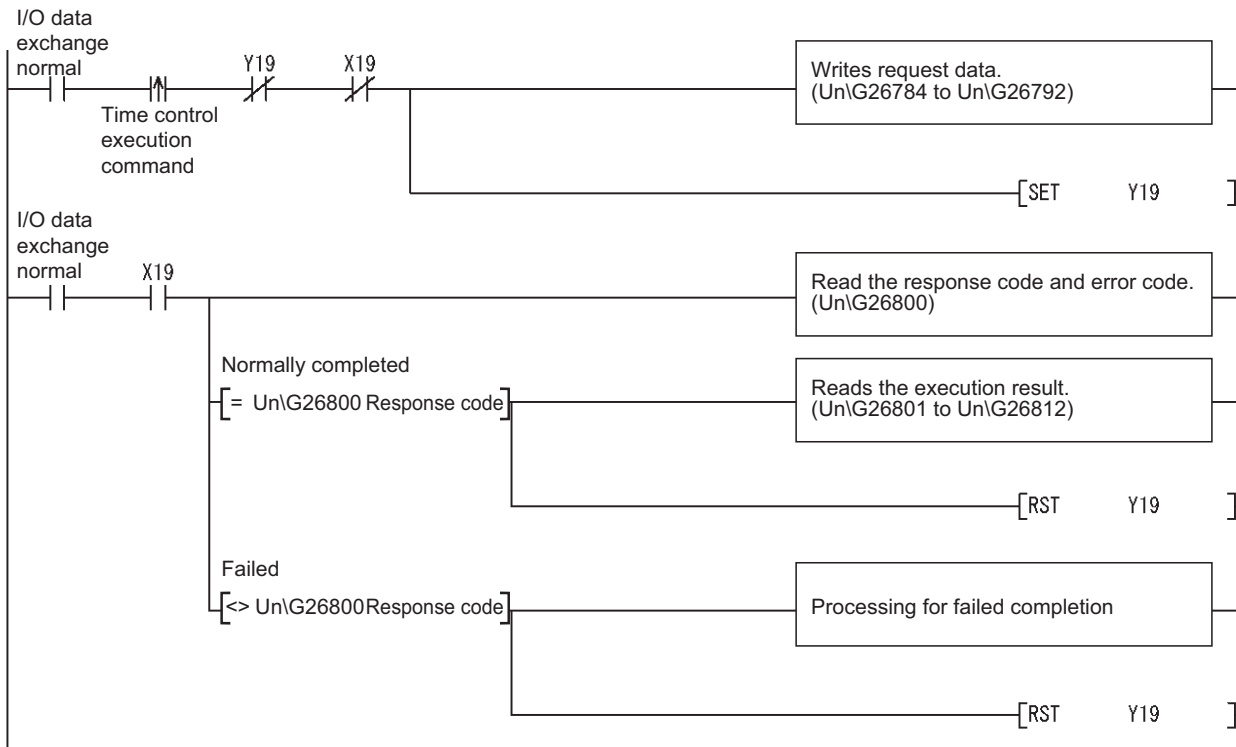 I/O data
exchange
normal
Y19
X19
Time control
execution
command
Writes request data.
(Un\G26784 to Un\G26792)
SET Y19
I/O data
exchange
normal
X19
Read the response code and error code.
(Un\G26800)
Normally completed
= Un\G26800 Response code
Reads the execution result.
(Un\G26801 to Un\G26812)
RST Y19
Failed
<> Un\G26800Response code
Processing for failed completion
RST Y19